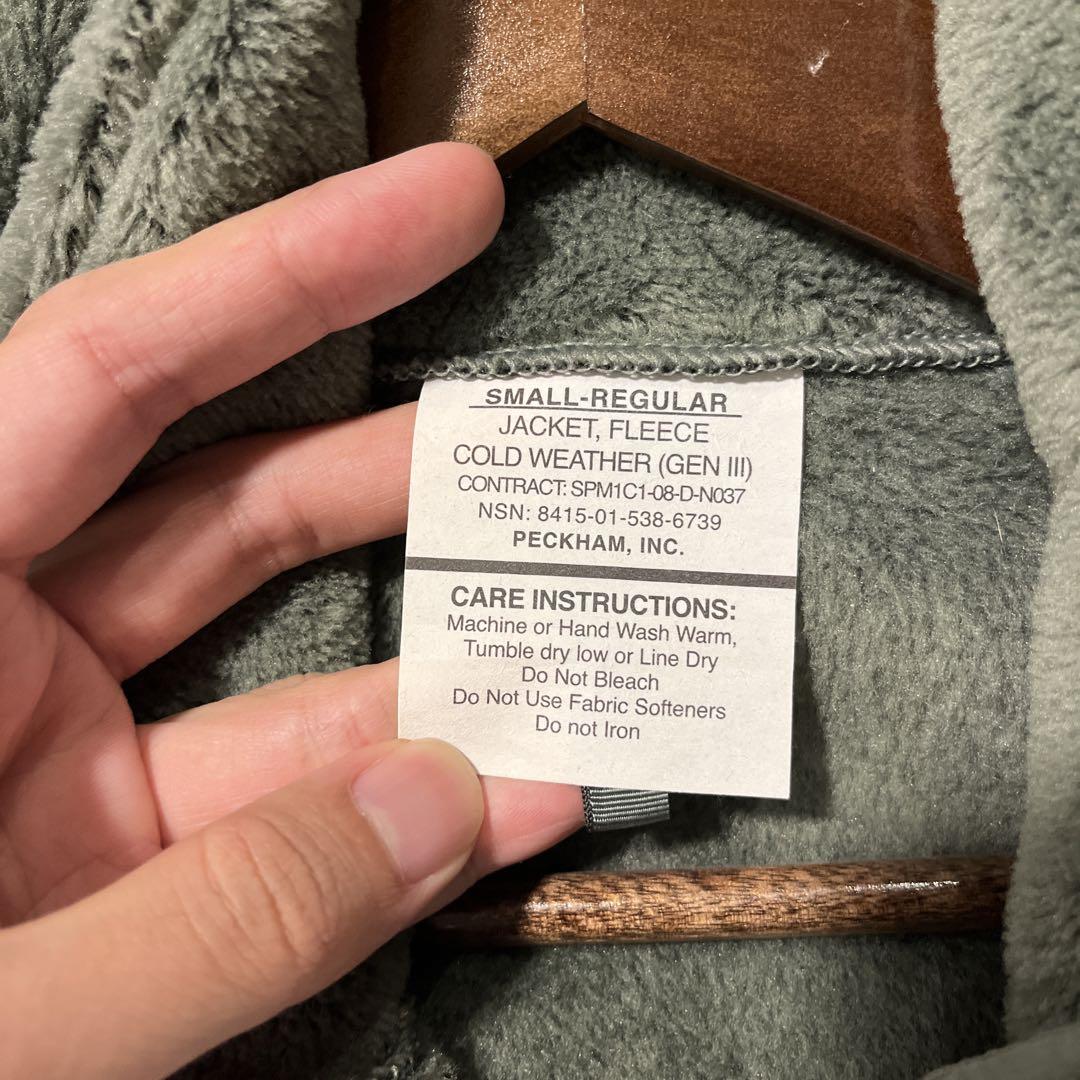 SMALL-REGULAR
JACKET, FLEECE
COLD WEATHER (GEN III)
CONTRACT: SPM1C1-08-D-N037
NSN: 8415-01-538-6739
PECKHAM, INC.
CARE INSTRUCTIONS:
Machine or Hand Wash Warm,
Tumble dry low or Line Dry
Do Not Bleach
Do Not Use Fabric Softeners
Do not Iron